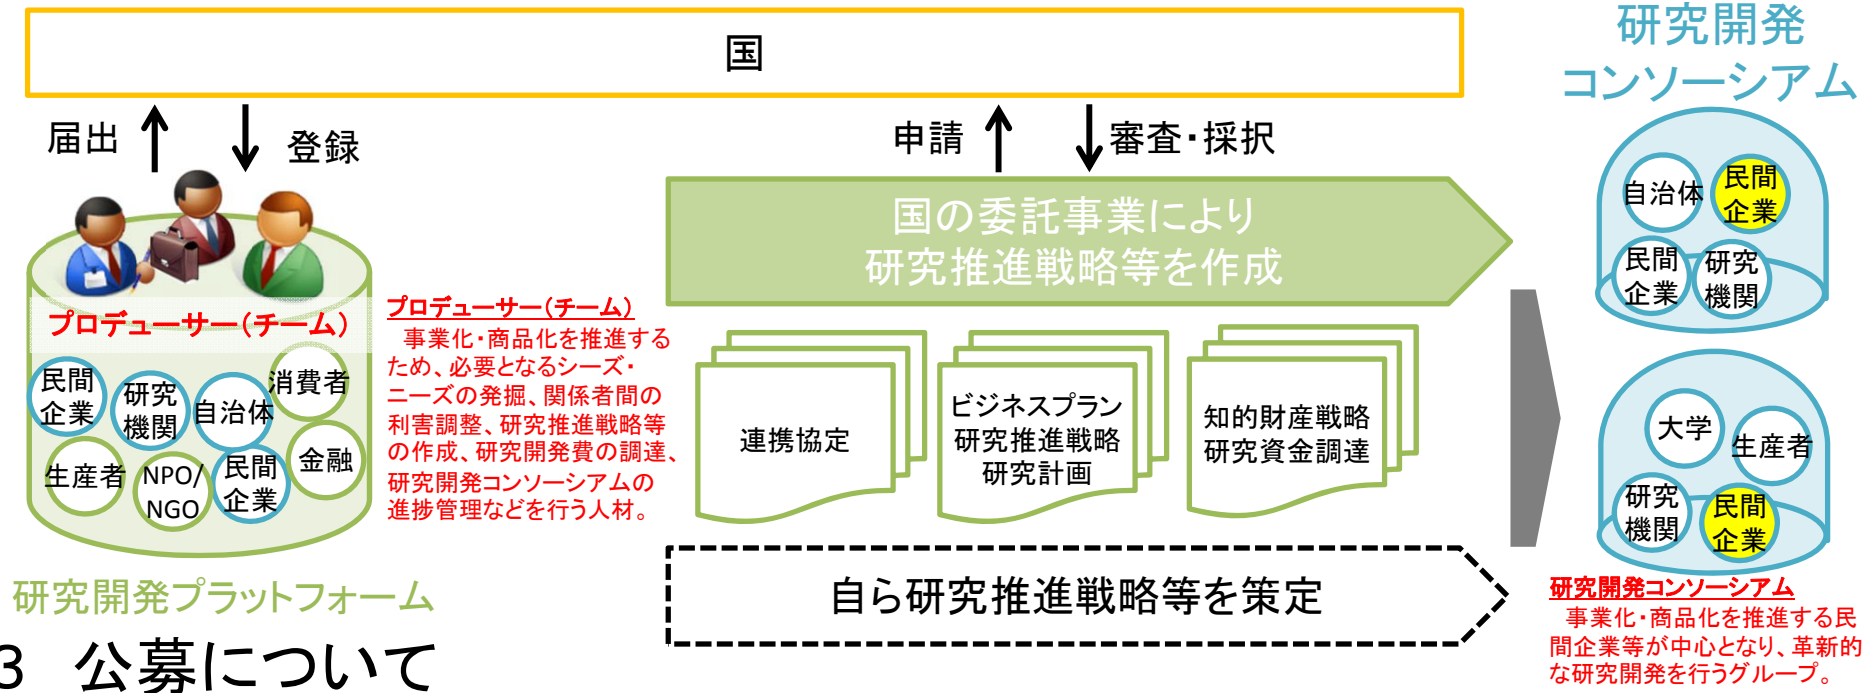 国
研究開発
コンソーシアム
届出
登録
申請
審査・採択
国の委託事業により
研究推進戦略等を作成
プロデューサー(チーム)
民間
企業
研究
機関
自治体
消費者
生産者
NPO/
NGO
民間
企業
金融
研究開発プラットフォーム
プロデューサー(チーム)
事業化・商品化を推進する
ため、必要となるシーズ・
ニーズの発掘、関係者間の
利害調整、研究推進戦略等
の作成、研究開発費の調達、
研究開発コンソーシアムの
進捗管理などを行う人材。
連携協定
ビジネスプラン
研究推進戦略
研究計画
知的財産戦略
研究資金調達
自ら研究推進戦略等を策定
自治体
民間
企業
民間
企業
研究
機関
大学
生産者
研究
機関
民間
企業
研究開発コンソーシアム
事業化・商品化を推進する民
間企業等が中心となり、革新的
な研究開発を行うグループ。
3 公募について